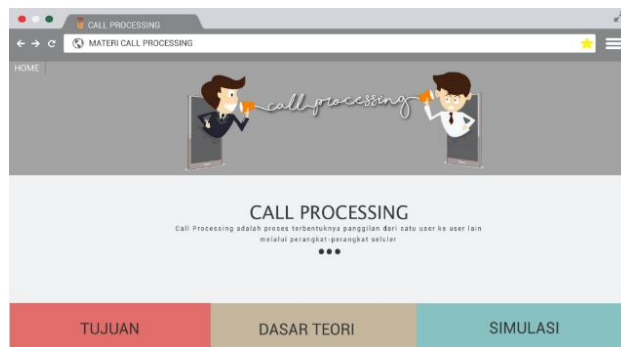 CALL PROCESSING
MATERI CALL PROCESSING
HOME
call processing
CALL PROCESSING
Call Processing adalah proses terbentuknya panggilan dari satu user ke user lain
melalui perangkat-perangkat seluler
TUJUAN
DASAR TEORI
SIMULASI